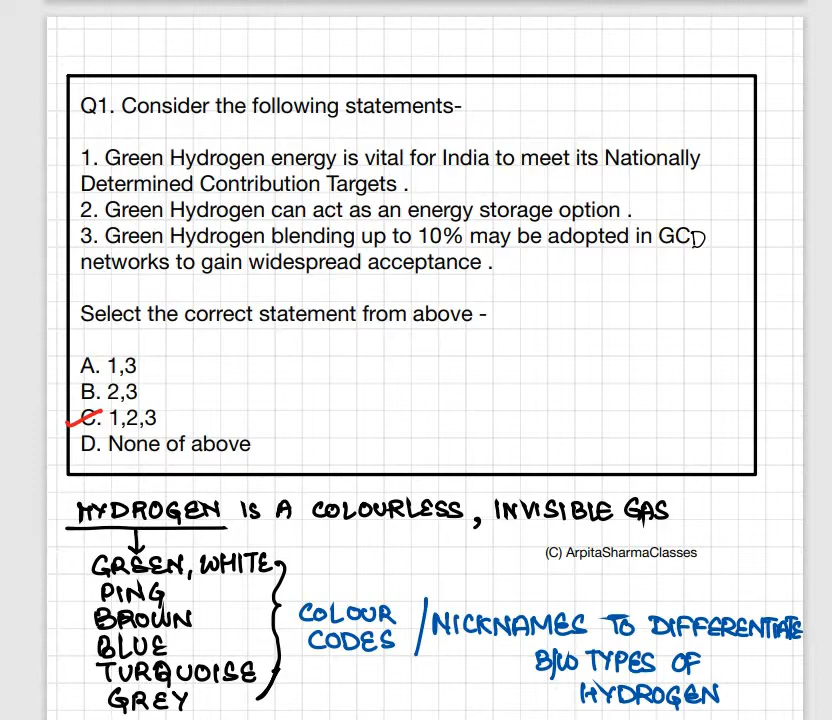 Q1. Consider the following statements-
1. Green Hydrogen energy is vital for India to meet its Nationally
Determined Contribution Targets .
2. Green Hydrogen can act as an energy storage option .
3. Green Hydrogen blending up to 10% may be adopted in GCD
networks to gain widespread acceptance .
Select the correct statement from above -
A. 1,3
B. 2,3
C. 1,2,3
D. None of above
HYDROGEN IS A COLOURLESS, INVISIBLE GAS
(C) ArpitaSharmaClasses
GREEN, WHITE
PING
BROWN
BLUE
TURQUOISE
GREY
COLOUR
CODES
/NICKNAMES TO DIFFERENTIATE
B/W TYPES OF
HYDROGEN